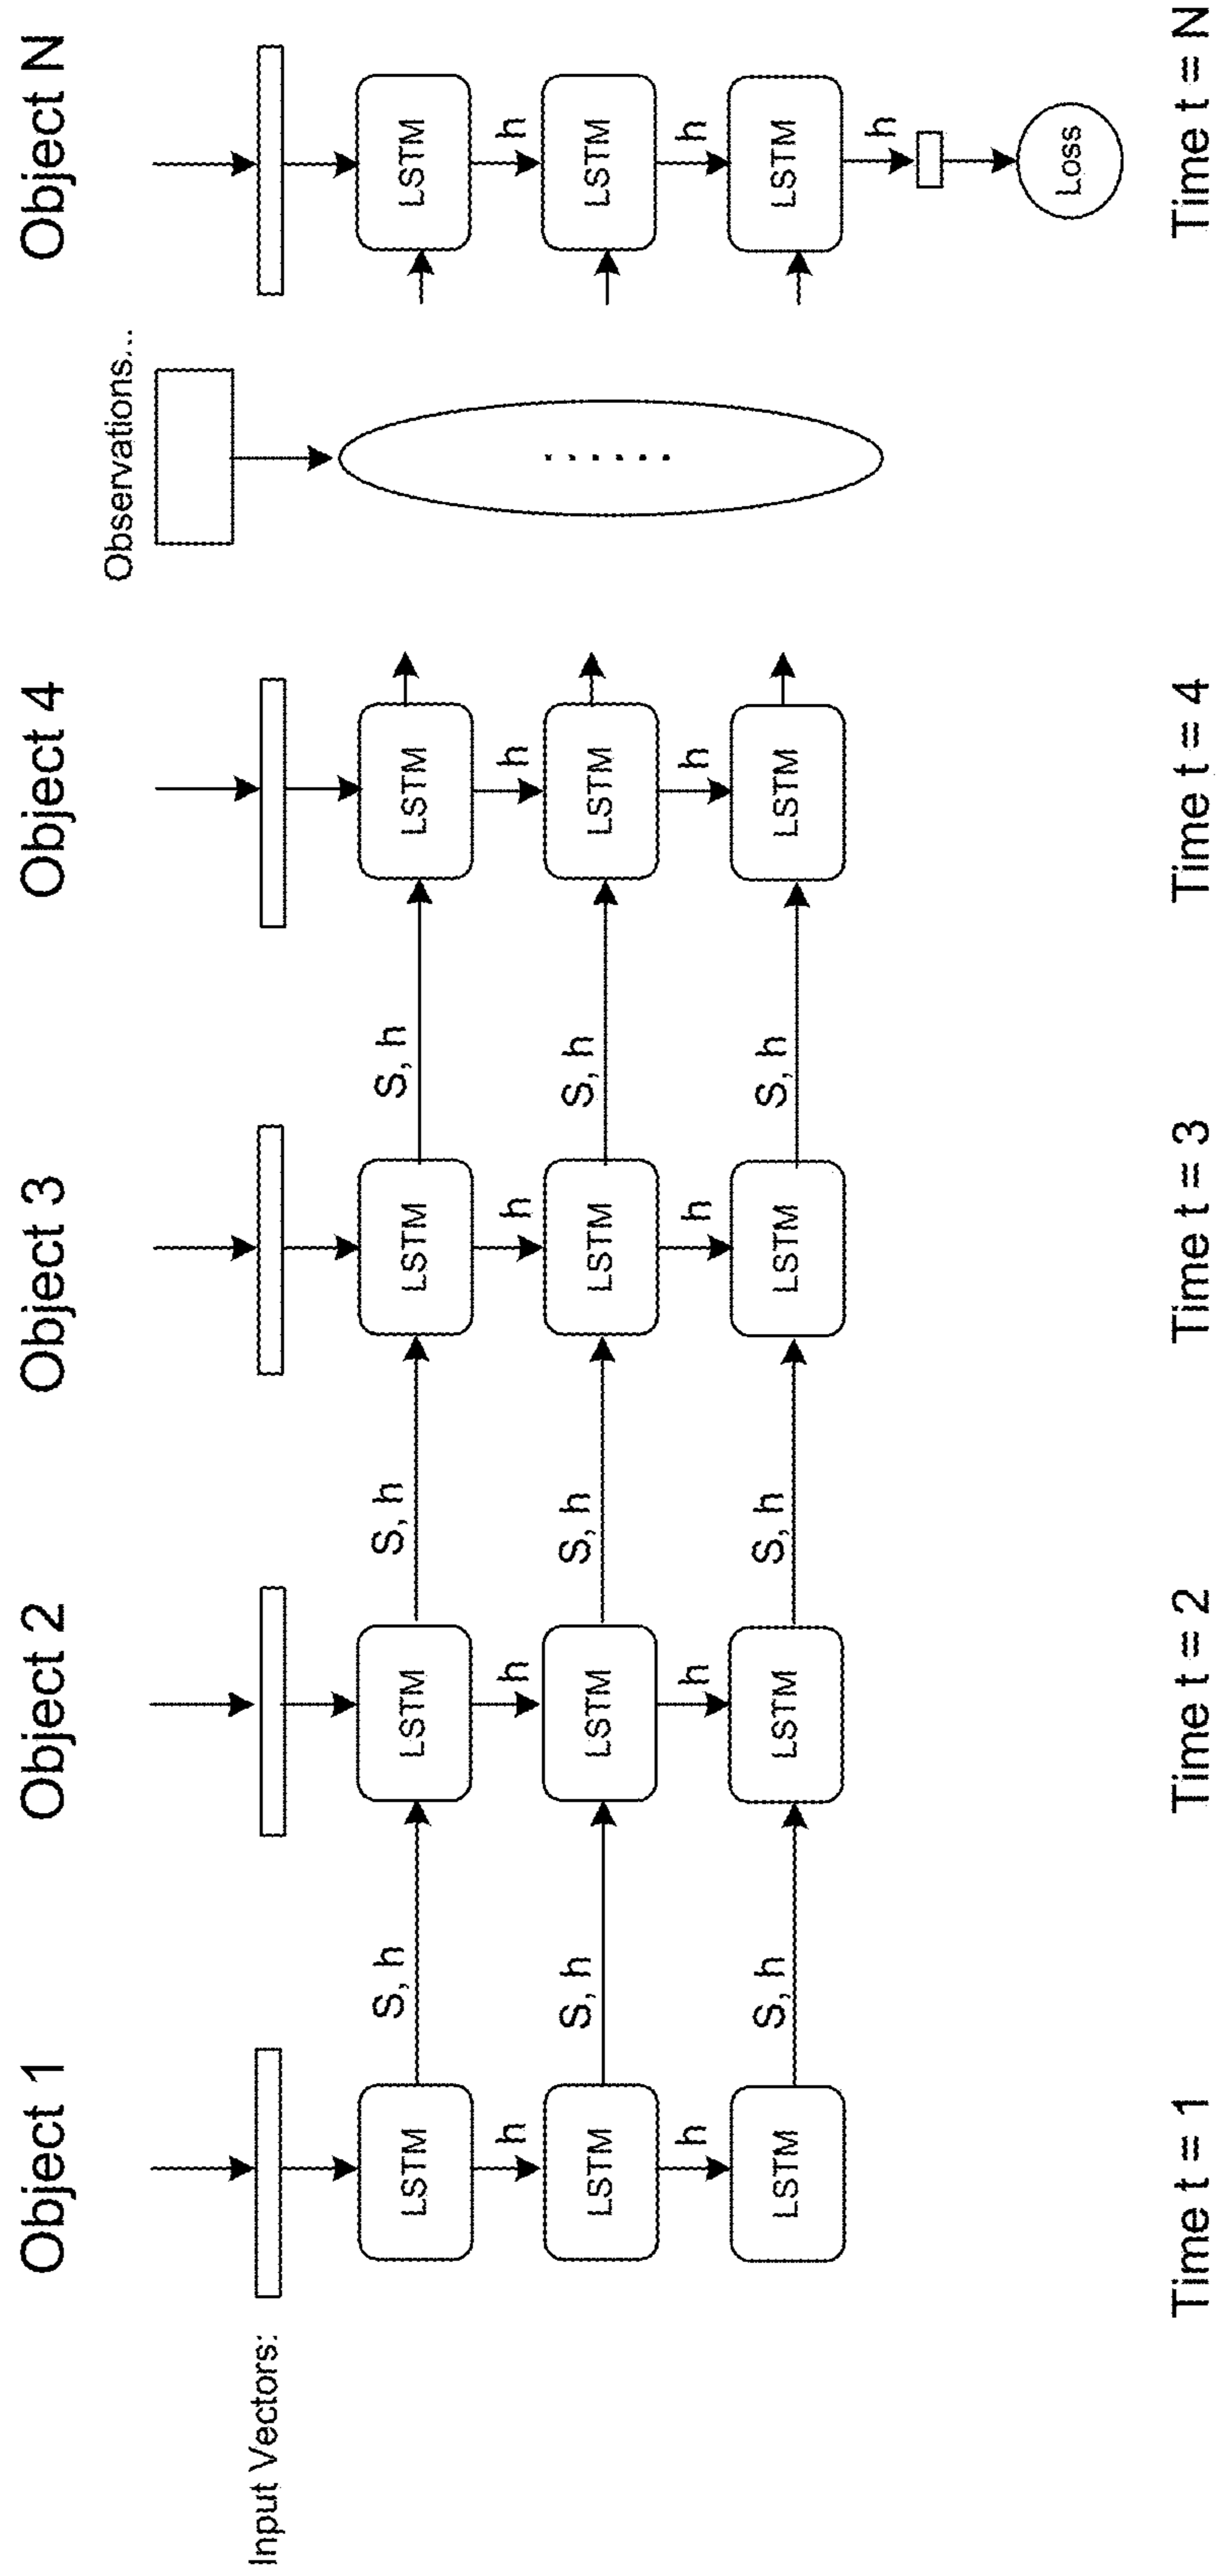 Object 1
Object 2
Object 3
Object 4
Object N
Observations...
Input Vectors:
LSTM
S, h
LSTM
S, h
LSTM
S, h
LSTM
LSTM
h
h
h
h
h
LSTM
S, h
LSTM
S, h
LSTM
S, h
LSTM
LSTM
h
h
h
h
h
LSTM
S, h
LSTM
S, h
LSTM
S, h
LSTM
LSTM
h
Loss
Time t = 1
Time t = 2
Time t = 3
Time t = 4
Time t = N